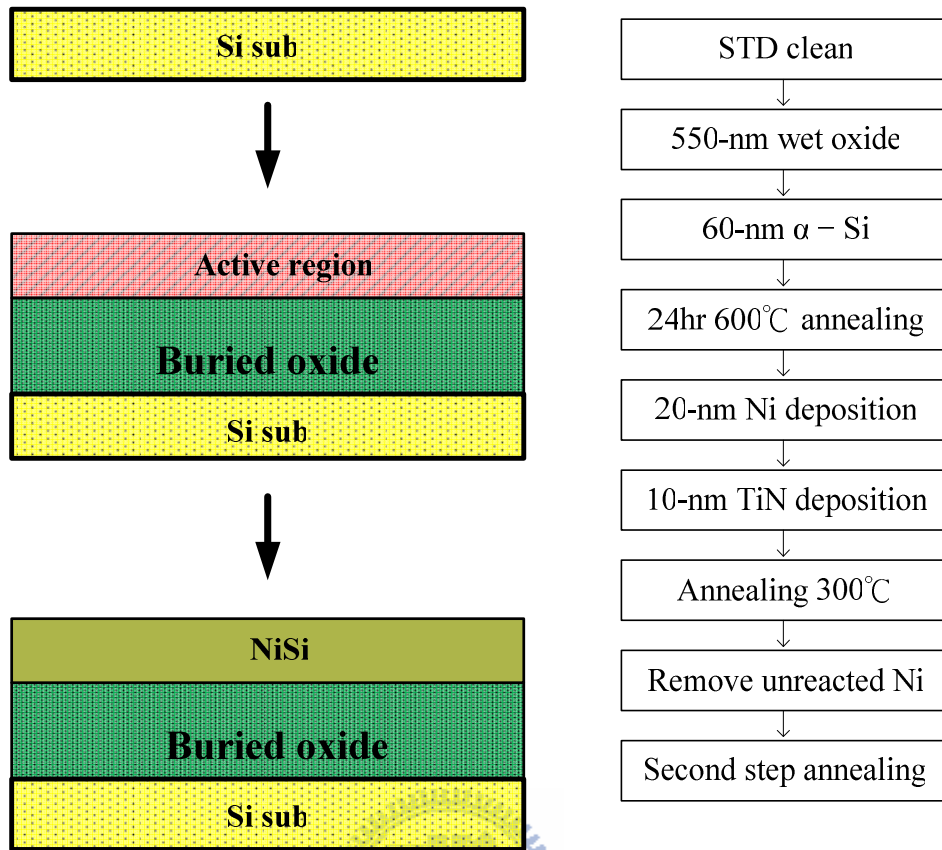 Si sub
Active region
Buried oxide
Si sub
NiSi
Buried oxide
Si sub
STD clean
550-nm wet oxide
60-nm α − Si
24hr 600℃ annealing
20-nm Ni deposition
10-nm TiN deposition
Annealing 300℃
Remove unreacted Ni
Second step annealing